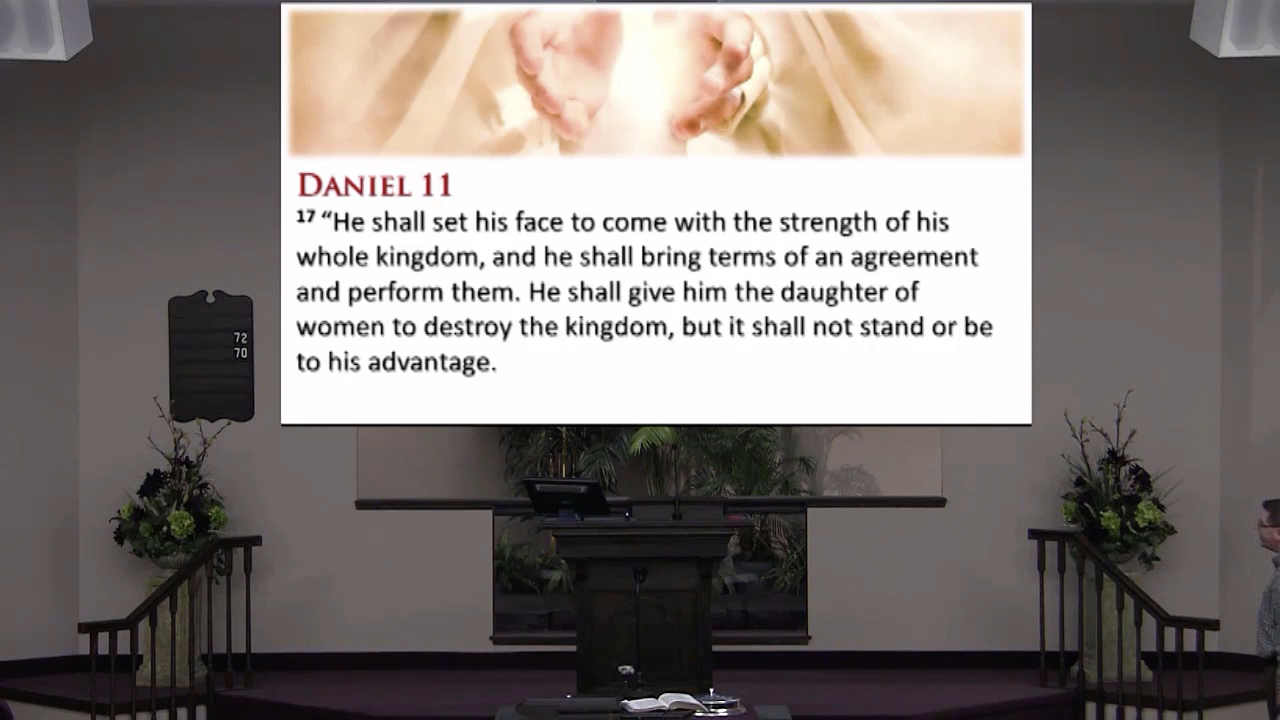 DANIEL 11
17 “He shall set his face to come with the strength of his
whole kingdom, and he shall bring terms of an agreement
and perform them. He shall give him the daughter of
women to destroy the kingdom, but it shall not stand or be
to his advantage.
72
70